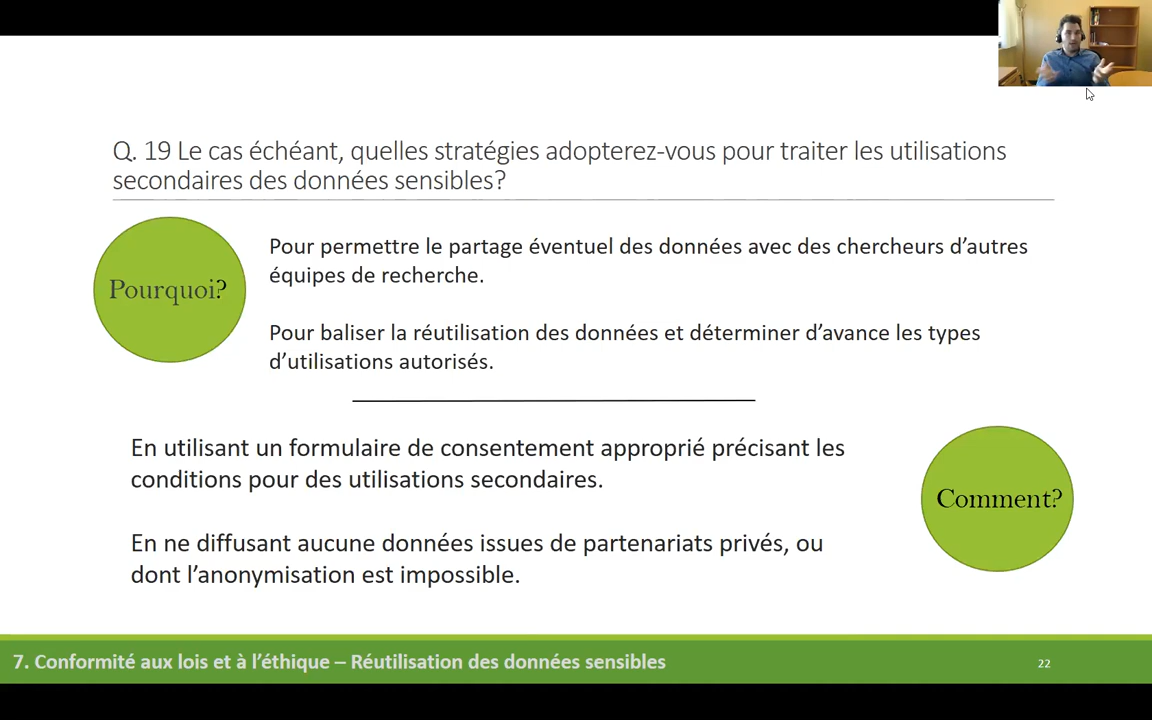 Q. 19 Le cas échéant, quelles stratégies adopterez-vous pour traiter les utilisations
secondaires des données sensibles?
Pourquoi?
Pour permettre le partage éventuel des données avec des chercheurs d’autres
équipes de recherche.
Pour baliser la réutilisation des données et déterminer d’avance les types
d’utilisations autorisés.
En utilisant un formulaire de consentement approprié précisant les
conditions pour des utilisations secondaires.
Comment?
En ne diffusant aucune données issues de partenariats privés, ou
dont l’anonymisation est impossible.
7. Conformité aux lois et à l’éthique – Réutilisation des données sensibles
22